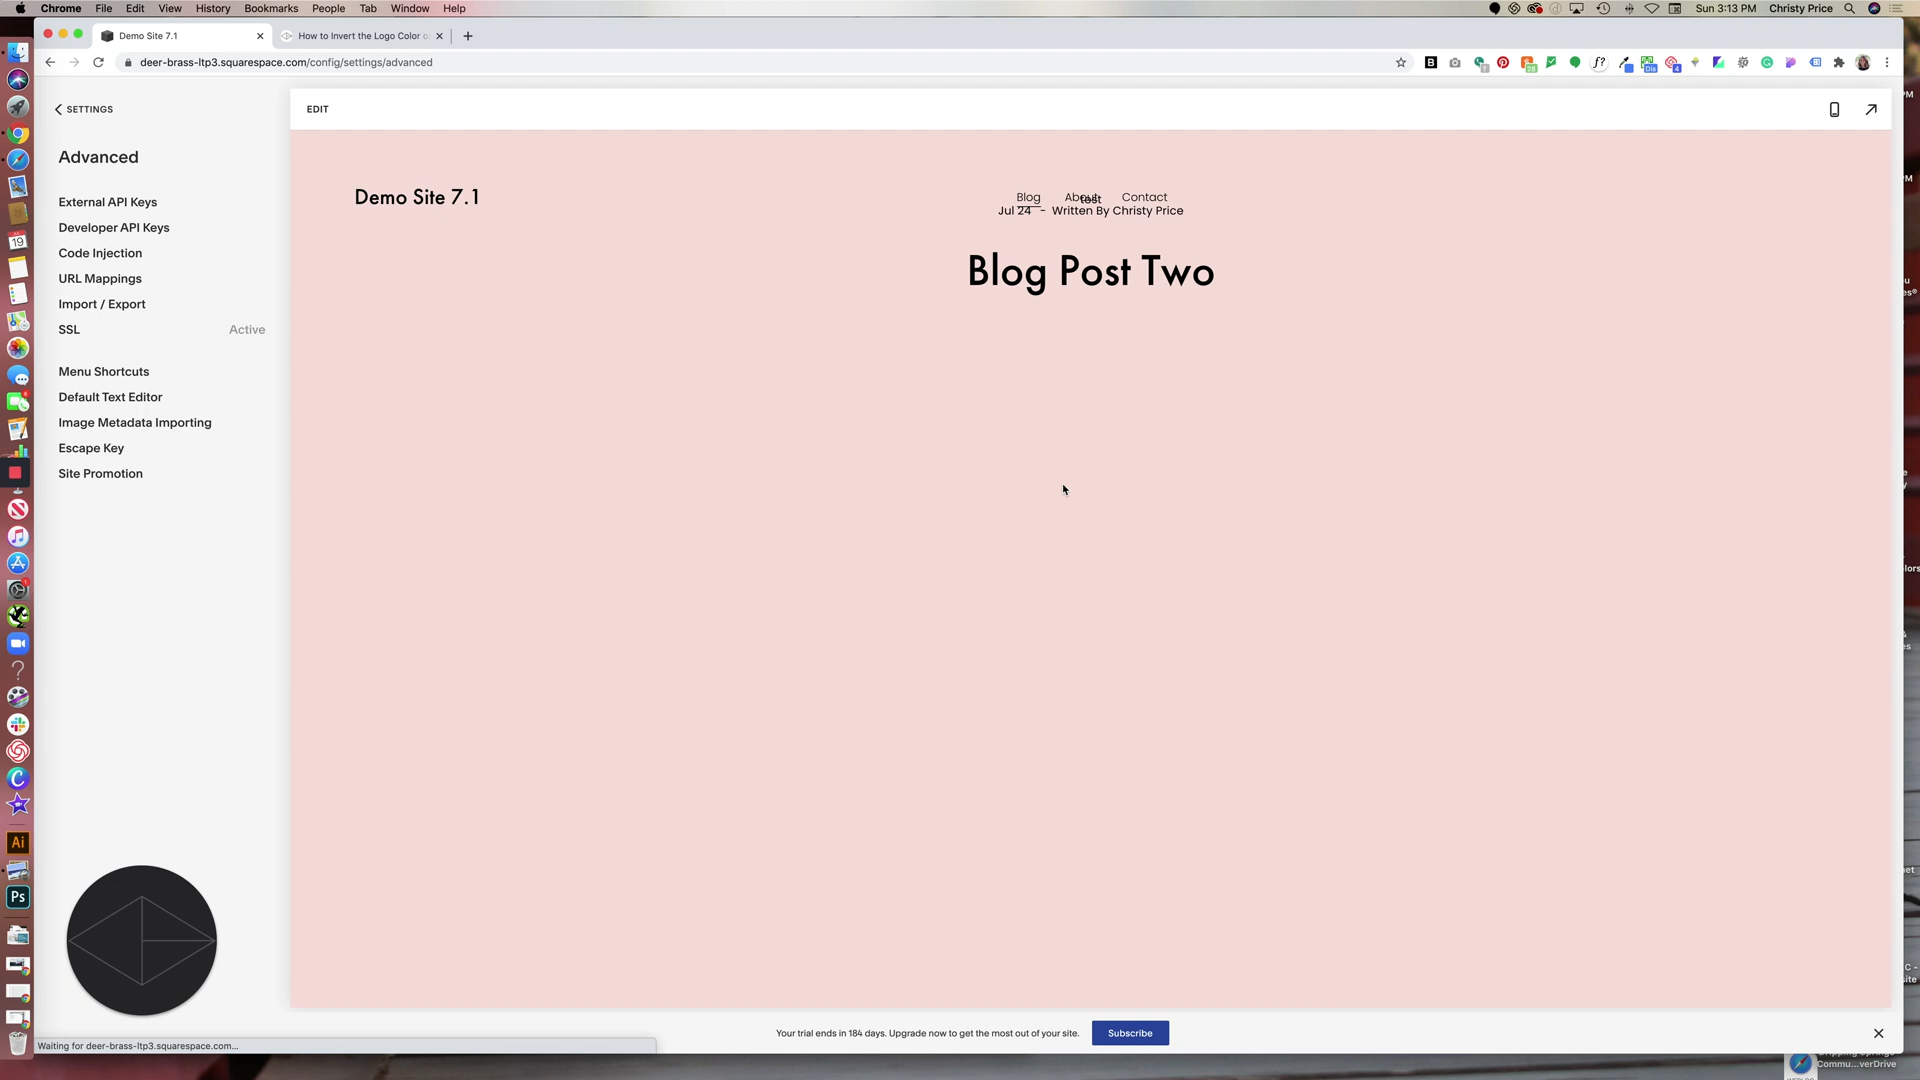 Chrome File Edit View History Bookmarks People Tab Window Help
Sun 3:13 PM Christy Price
Demo Site 7.1
How to Invert the Logo Color o
deer-brass-ltp3.squarespace.com/config/settings/advanced
SETTINGS
EDIT
Advanced
External API Keys
Developer API Keys
Code Injection
URL Mappings
Import / Export
SSL Active
Menu Shortcuts
Default Text Editor
Image Metadata Importing
Escape Key
Site Promotion
Demo Site 7.1
Blog About Contact
test
Jul 24 - Written By Christy Price
Blog Post Two
Your trial ends in 184 days. Upgrade now to get the most out of your site. Subscribe
Waiting for deer-brass-ltp3.squarespace.com...
Commu...verDrive